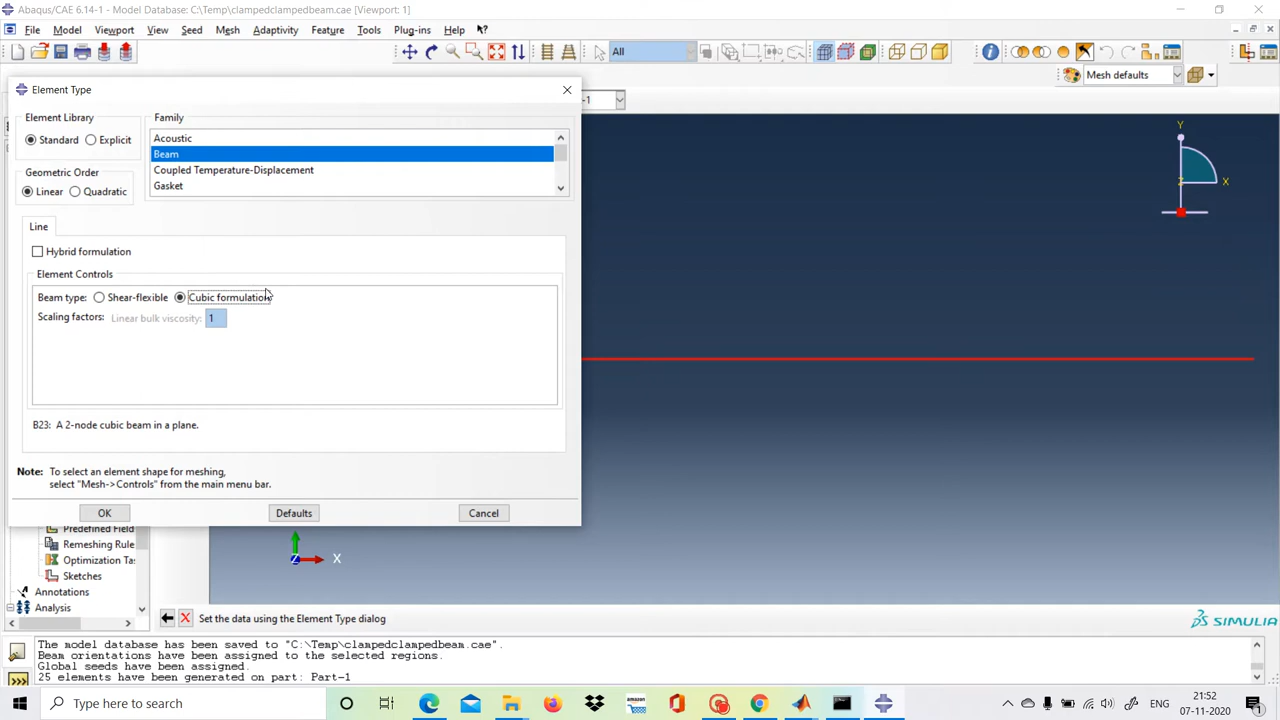 Abaqus/CAE 6.14-1 - Model Database: C:\Temp\clampedclampedbeam.cae [Viewport: 1]
File Model Viewport View Seed Mesh Adaptivity Feature Tools Plug-ins Help
All
Mesh defaults
Element Type
-1
Element Library
Family
Standard Explicit
Acoustic
Beam
Coupled Temperature-Displacement
Gasket
Geometric Order
Linear Quadratic
Line
Hybrid formulation
Element Controls
Beam type: Shear-flexible Cubic formulation
Scaling factors: Linear bulk viscosity: 1
B23: A 2-node cubic beam in a plane.
Note: To select an element shape for meshing,
select "Mesh->Controls" from the main menu bar.
OK Defaults Cancel
Y
Z X
Predefined Field
Remeshing Rule
Optimization Tas
Sketches
Annotations
Analysis
Z X
Set the data using the Element Type dialog
SIMULIA
The model database has been saved to "C:\Temp\clampedclampedbeam.cae".
Beam orientations have been assigned to the selected regions.
Global seeds have been assigned.
25 elements have been generated on part: Part-1
>>>
Type here to search
amazon
ENG
21:52
07-11-2020
1